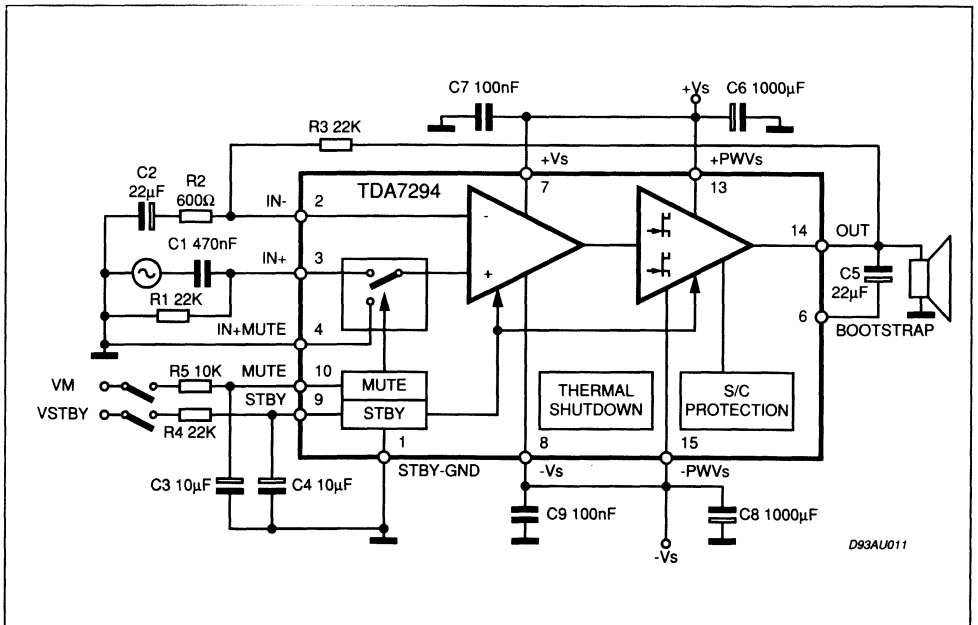 C7 100nF
+Vs
C6 1000µF
R3 22K
+Vs
+PWVs
C2
22µF
R2
600Ω
TDA7294
7
13
IN-
2
-
14
OUT
C1 470nF
IN+
3
+
C5
22µF
R1 22K
IN+MUTE
4
6
BOOTSTRAP
VM
R5 10K
MUTE
10
MUTE
THERMAL
SHUTDOWN
S/C
PROTECTION
VSTBY
STBY
9
STBY
R4 22K
1
8
15
STBY-GND
-Vs
-PWVs
C3 10µF
C4 10µF
C9 100nF
C8 1000µF
-Vs
D93AU011